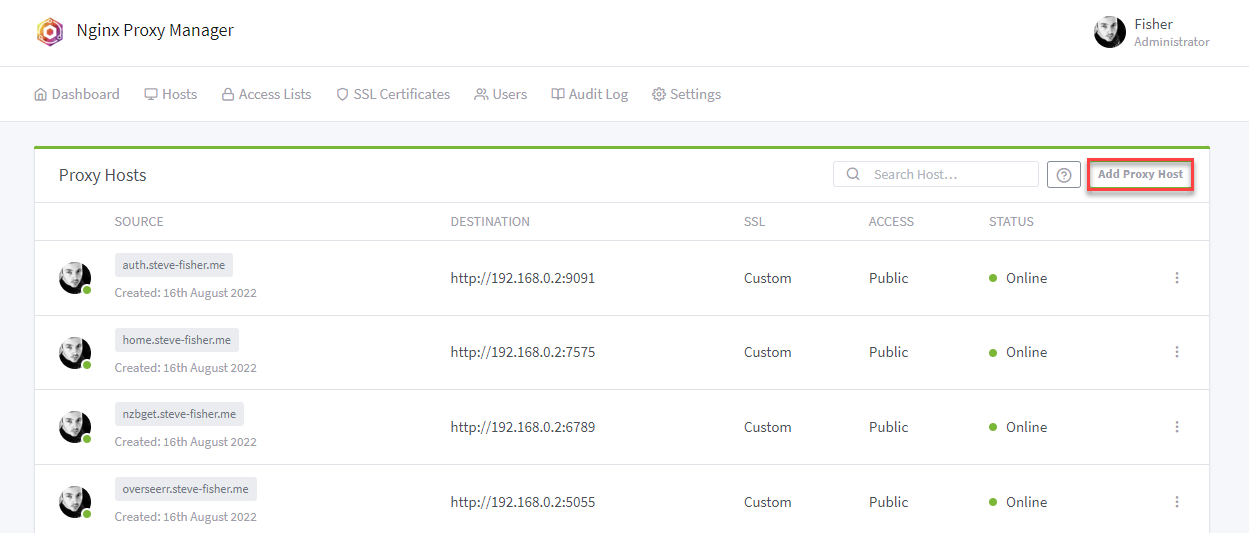 Nginx Proxy Manager
Fisher
Administrator
Dashboard Hosts Access Lists SSL Certificates Users Audit Log Settings
Proxy Hosts Search Host... Add Proxy Host
SOURCE DESTINATION SSL ACCESS STATUS
auth.steve-fisher.me
Created: 16th August 2022
http://192.168.0.2:9091 Custom Public Online
home.steve-fisher.me
Created: 16th August 2022
http://192.168.0.2:7575 Custom Public Online
nzbget.steve-fisher.me
Created: 16th August 2022
http://192.168.0.2:6789 Custom Public Online
overseerr.steve-fisher.me
Created: 16th August 2022
http://192.168.0.2:5055 Custom Public Online